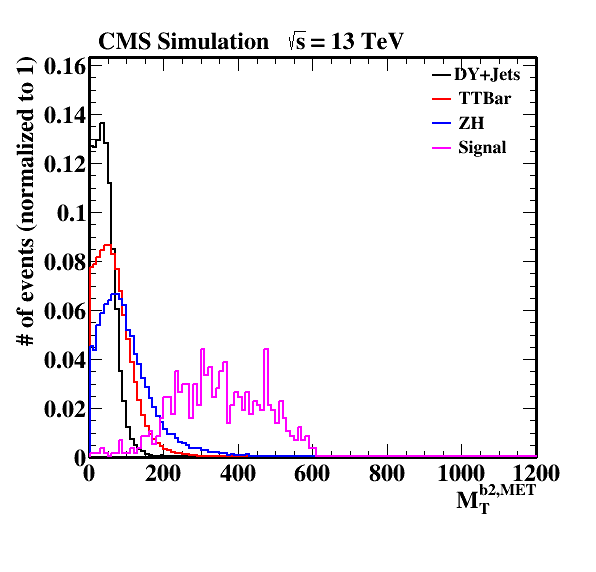 CMS Simulation √s = 13 TeV
# of events (normalized to 1)
0.16
0.14
0.12
0.1
0.08
0.06
0.04
0.02
0
DY+Jets
TTBar
ZH
Signal
0 200 400 600 800 1000 1200
M_T^{b2,MET}